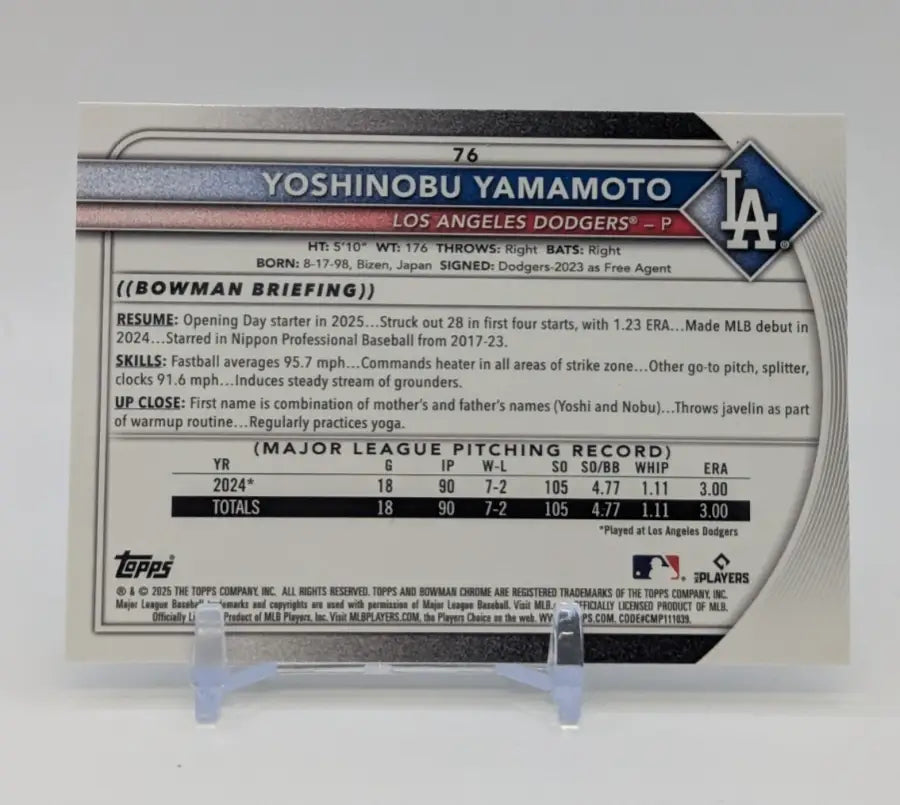 76
YOSHINOBU YAMAMOTO
LA
LOS ANGELES DODGERS® – P
HT: 5'10" WT: 176 THROWS: Right BATS: Right
BORN: 8-17-98, Bizen, Japan SIGNED: Dodgers-2023 as Free Agent
((BOWMAN BRIEFING))
RESUME: Opening Day starter in 2025...Struck out 28 in first four starts, with 1.23 ERA...Made MLB debut in
2024...Starred in Nippon Professional Baseball from 2017-23.
SKILLS: Fastball averages 95.7 mph...Commands heater in all areas of strike zone...Other go-to pitch, splitter,
clocks 91.6 mph...Induces steady stream of grounders.
UP CLOSE: First name is combination of mother's and father's names (Yoshi and Nobu)...Throws javelin as part
of warmup routine...Regularly practices yoga.
(MAJOR LEAGUE PITCHING RECORD)
YR G IP W-L SO SO/BB WHIP ERA
2024* 18 90 7-2 105 4.77 1.11 3.00
TOTALS 18 90 7-2 105 4.77 1.11 3.00
*Played at Los Angeles Dodgers
Topps® PLAYERS
® & © 2025 THE TOPPS COMPANY, INC. ALL RIGHTS RESERVED. TOPPS AND BOWMAN CHROME ARE REGISTERED TRADEMARKS OF THE TOPPS COMPANY, INC.
Major League Baseball and copyrights are used with permission of Major League Baseball. Visit MLB. OFFICIALLY LICENSED PRODUCT OF MLB.
Officially Product of MLB Players, Inc. Visit MLBPLAYERS.COM, the Players Choice on the web. CODE#CMP111039.